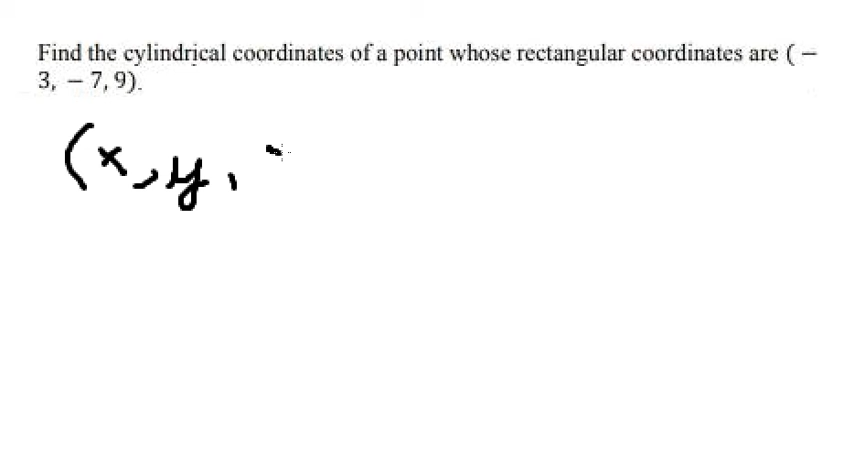 Find the cylindrical coordinates of a point whose rectangular coordinates are ( −
3, − 7, 9).
(x, y,